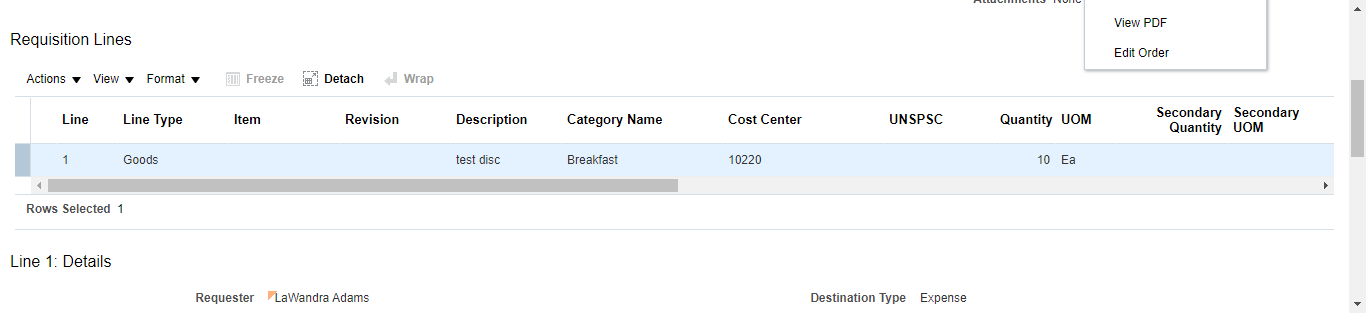 Attachments None
View PDF
Requisition Lines
Edit Order
Actions View Format Freeze Detach Wrap
Line Line Type Item Revision Description Category Name Cost Center UNSPSC Quantity UOM Secondary Quantity Secondary UOM
1 Goods test disc Breakfast 10220 10 Ea
Rows Selected 1
Line 1: Details
Requester LaWandra Adams Destination Type Expense